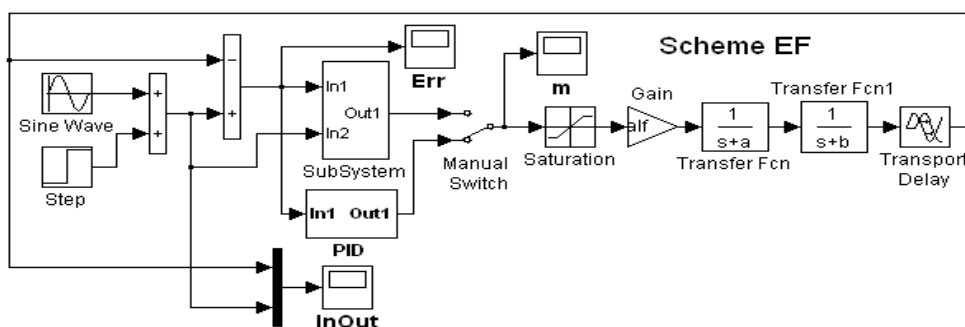 Scheme EF
Err
m
Gain
Transfer Fcn1
−
+
+
+
Sine Wave
Step
In1
In2
Out1
SubSystem
Manual
Switch
Saturation
alf
1
s+a
Transfer Fcn
1
s+b
Transport
Delay
In1 Out1
PID
InOut